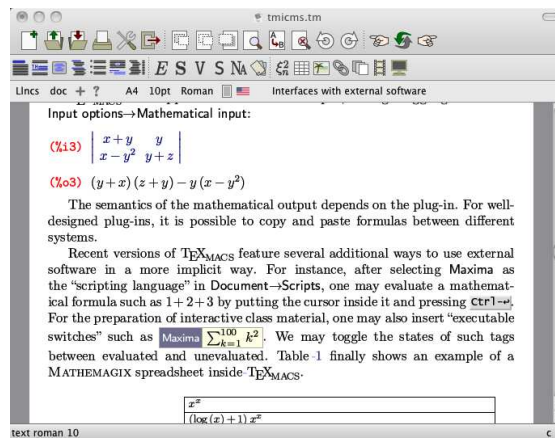 tmicms.tm
E S V S NA
LIncs doc + ? A4 10pt Roman Interfaces with external software
Input options→Mathematical input:
(%i3) | x+y y |
| x−y² y+z |
(%o3) (y+x) (z+y) − y (x−y²)
The semantics of the mathematical output depends on the plug-in. For well-
designed plug-ins, it is possible to copy and paste formulas between different
systems.
Recent versions of TEXMACS feature several additional ways to use external
software in a more implicit way. For instance, after selecting Maxima as
the “scripting language” in Document→Scripts, one may evaluate a mathemat-
ical formula such as 1+2+3 by putting the cursor inside it and pressing Ctrl-↵.
For the preparation of interactive class material, one may also insert “executable
switches” such as Maxima ∑_{k=1}^{100} k² . We may toggle the states of such tags
between evaluated and unevaluated. Table 1 finally shows an example of a
MATHEMAGIX spreadsheet inside TEXMACS.
x^x
(log (x) + 1) x^x
text roman 10
c